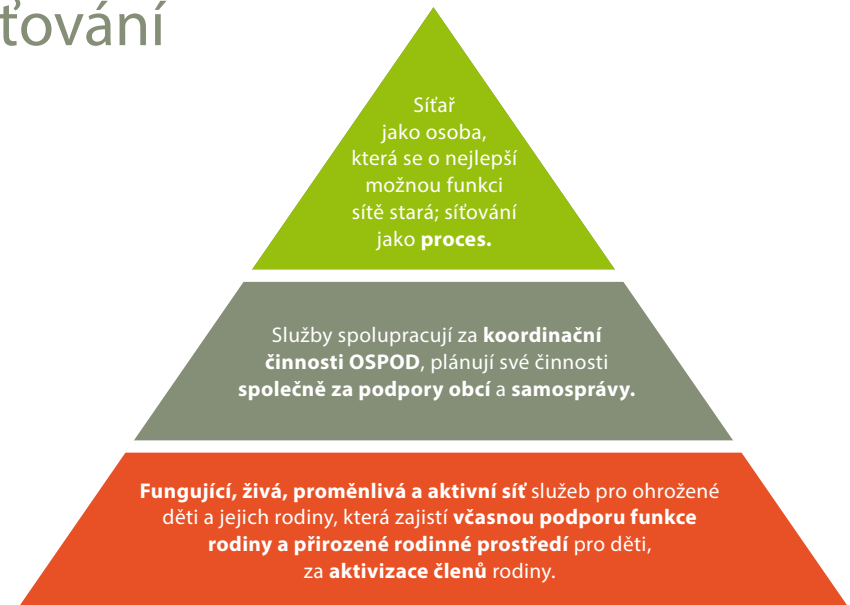 ťování
Síťař
jako osoba,
která se o nejlepší
možnou funkci
sítě stará; síťování
jako proces.
Služby spolupracují za koordinační
činnosti OSPOD, plánují své činnosti
společně za podpory obcí a samosprávy.
Fungující, živá, proměnlivá a aktivní síť služeb pro ohrožené
děti a jejich rodiny, která zajistí včasnou podporu funkce
rodiny a přirozené rodinné prostředí pro děti,
za aktivizace členů rodiny.